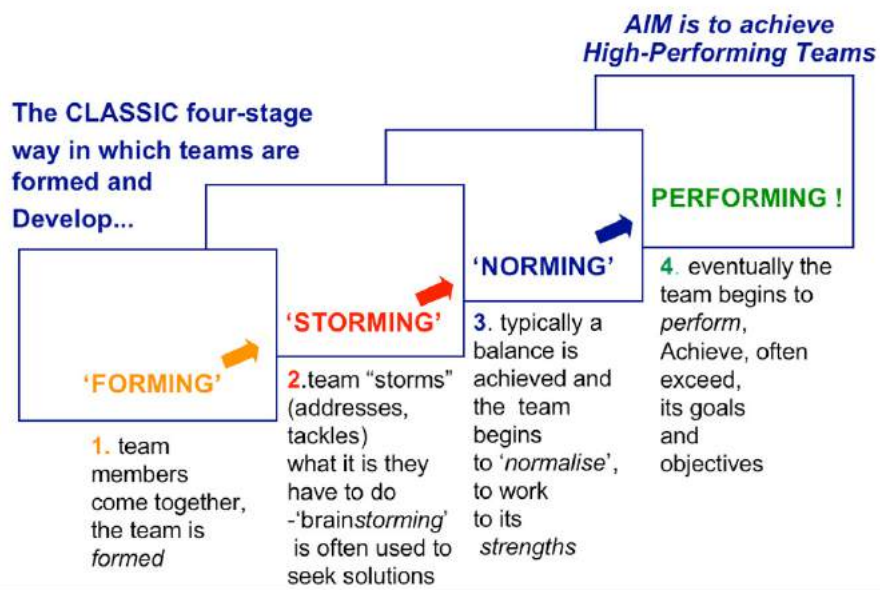 AIM is to achieve
High-Performing Teams
The CLASSIC four-stage
way in which teams are
formed and
Develop...
‘FORMING’
1. team
members
come together,
the team is
formed
‘STORMING’
2.team “storms”
(addresses,
tackles)
what it is they
have to do
-‘brainstorming’
is often used to
seek solutions
‘NORMING’
3. typically a
balance is
achieved and
the team
begins
to ‘normalise’,
to work
to its
strengths
PERFORMING !
4. eventually the
team begins to
perform,
Achieve, often
exceed,
its goals
and
objectives